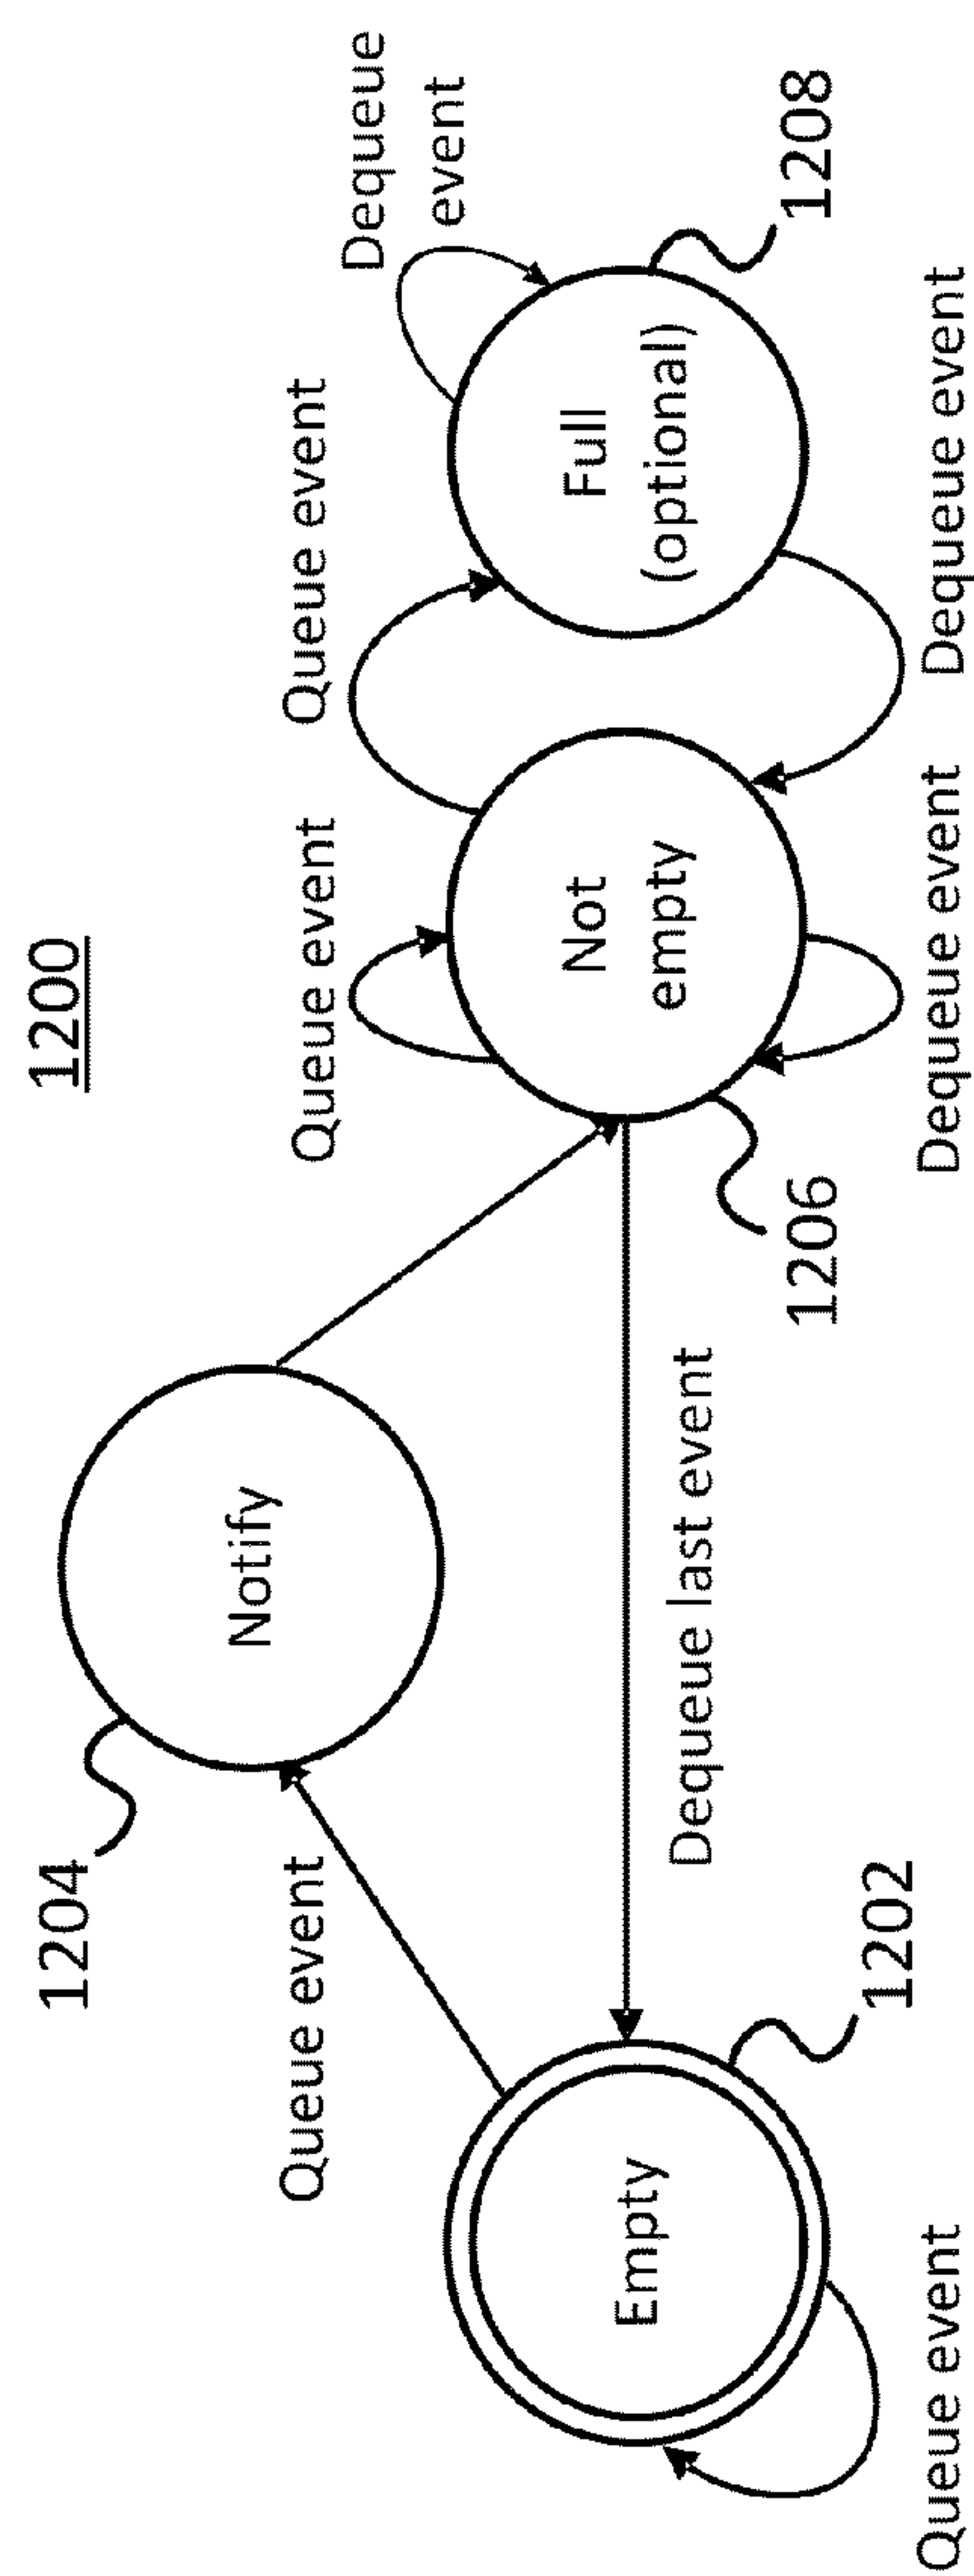 1200
1204
Notify
Queue event
Queue event
Queue event
Dequeue
event
Empty
Not
empty
Full
(optional)
Dequeue last event
1202
1206
1208
Queue event
Dequeue event
Dequeue event